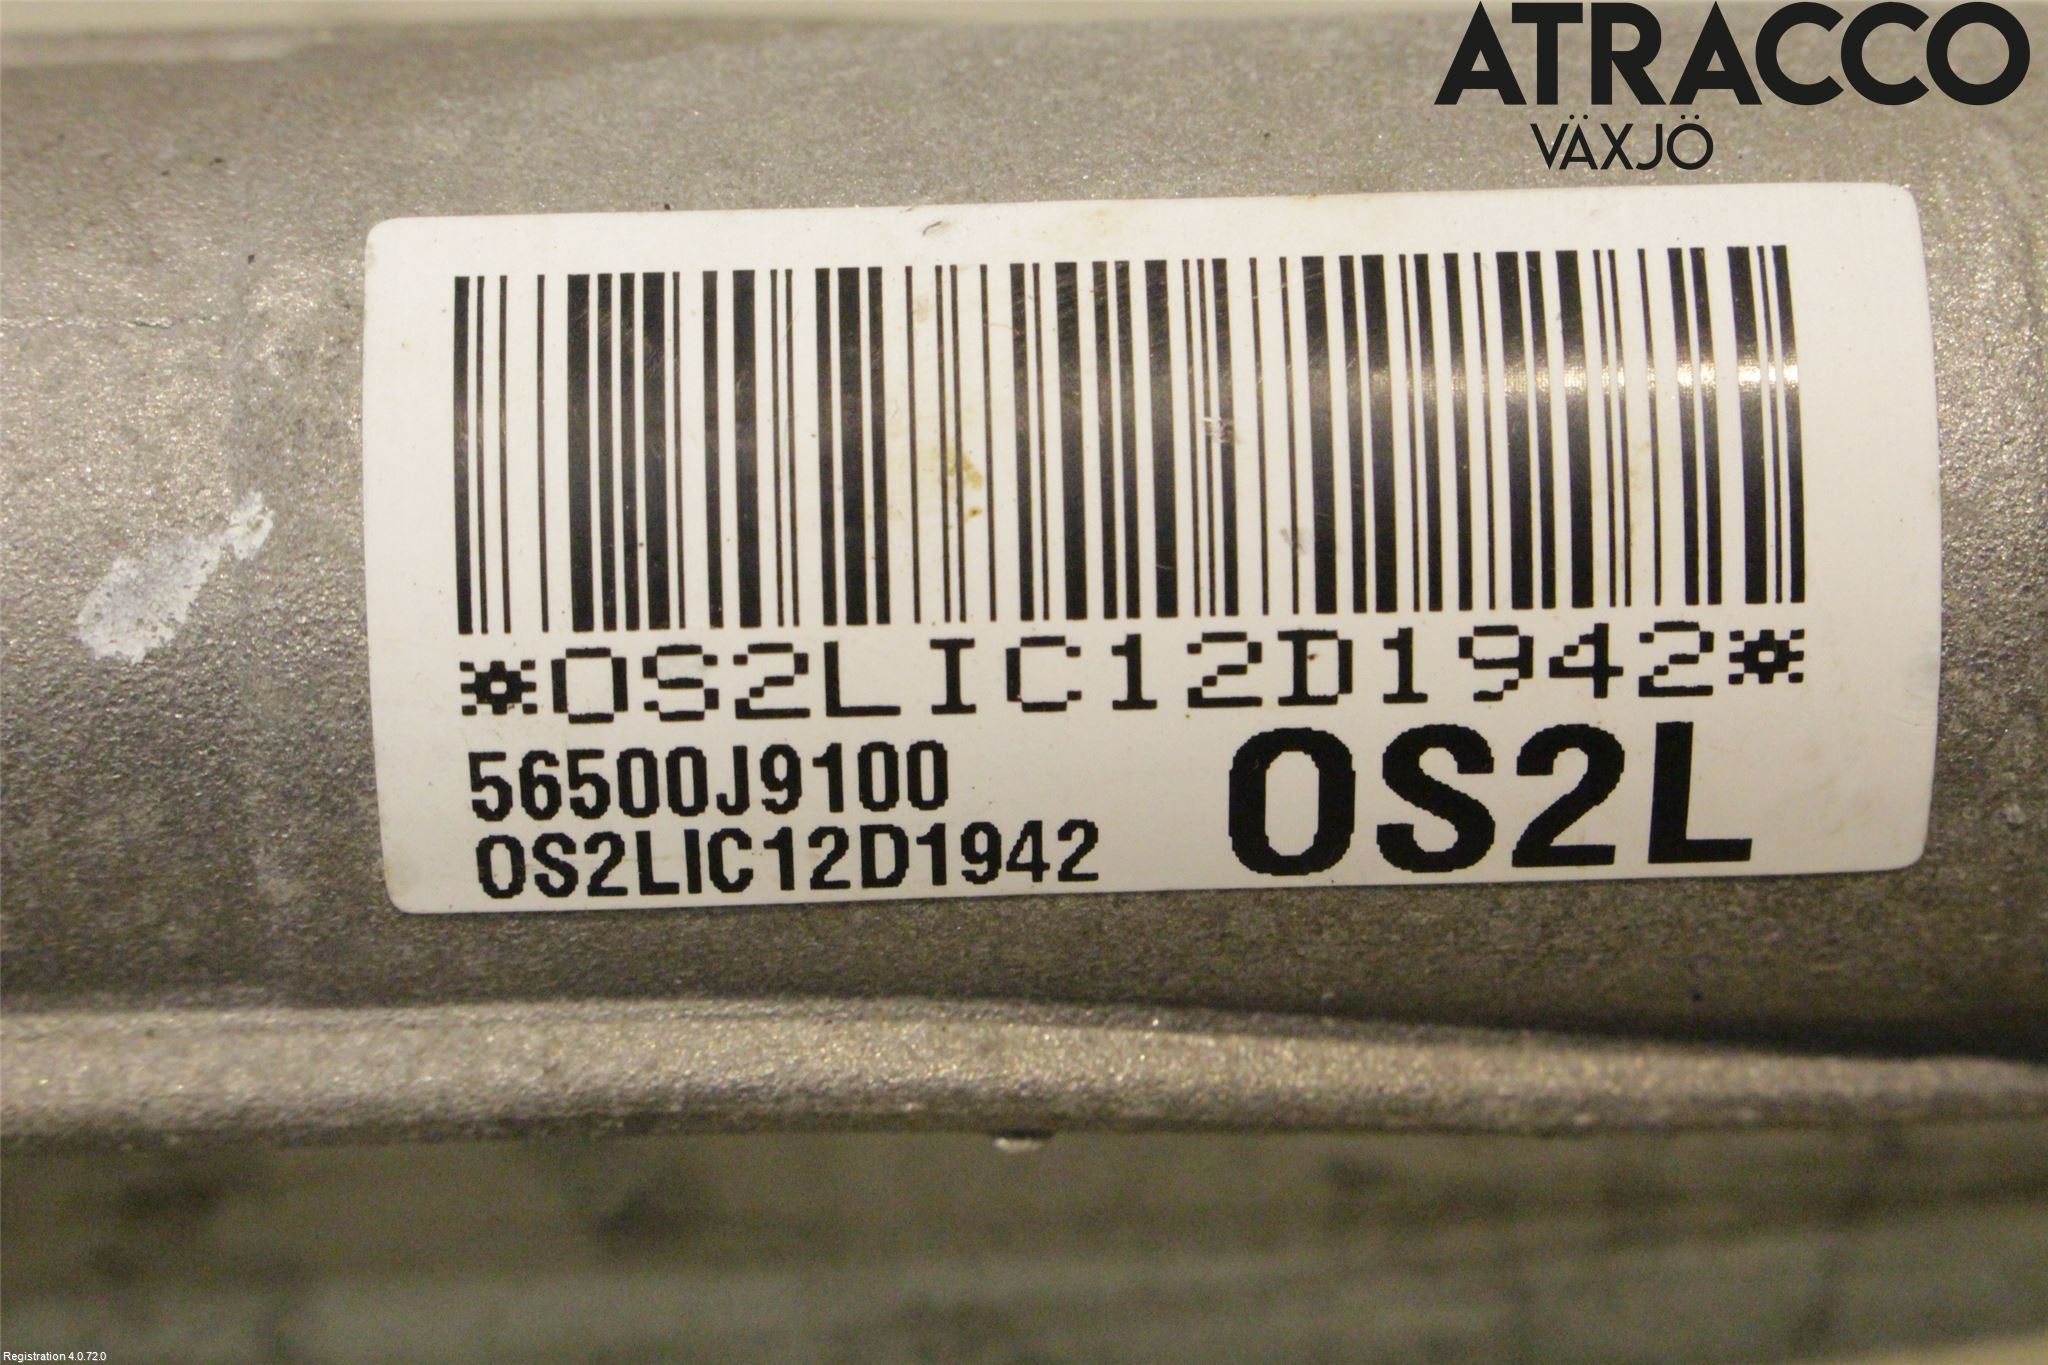 ATRACCO
VÄXJÖ
*OS2LIC12D1942*
56500J9100
OS2LIC12D1942
OS2L
Registration 4.0.72.0